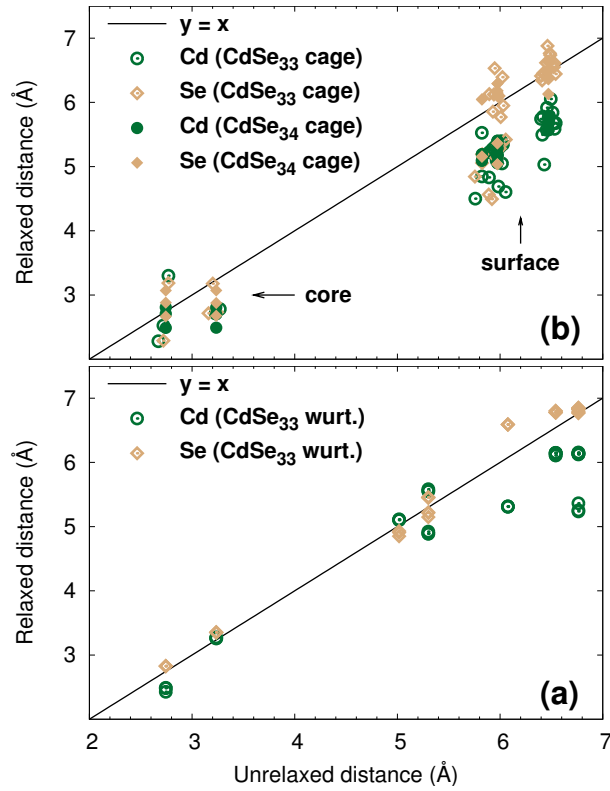 y = x
Cd (CdSe33 cage)
Se (CdSe33 cage)
Cd (CdSe34 cage)
Se (CdSe34 cage)
7
6
5
4
3
Relaxed distance (Å)
surface
core
(b)
y = x
Cd (CdSe33 wurt.)
Se (CdSe33 wurt.)
7
6
5
4
3
Relaxed distance (Å)
(a)
2 3 4 5 6 7
Unrelaxed distance (Å)